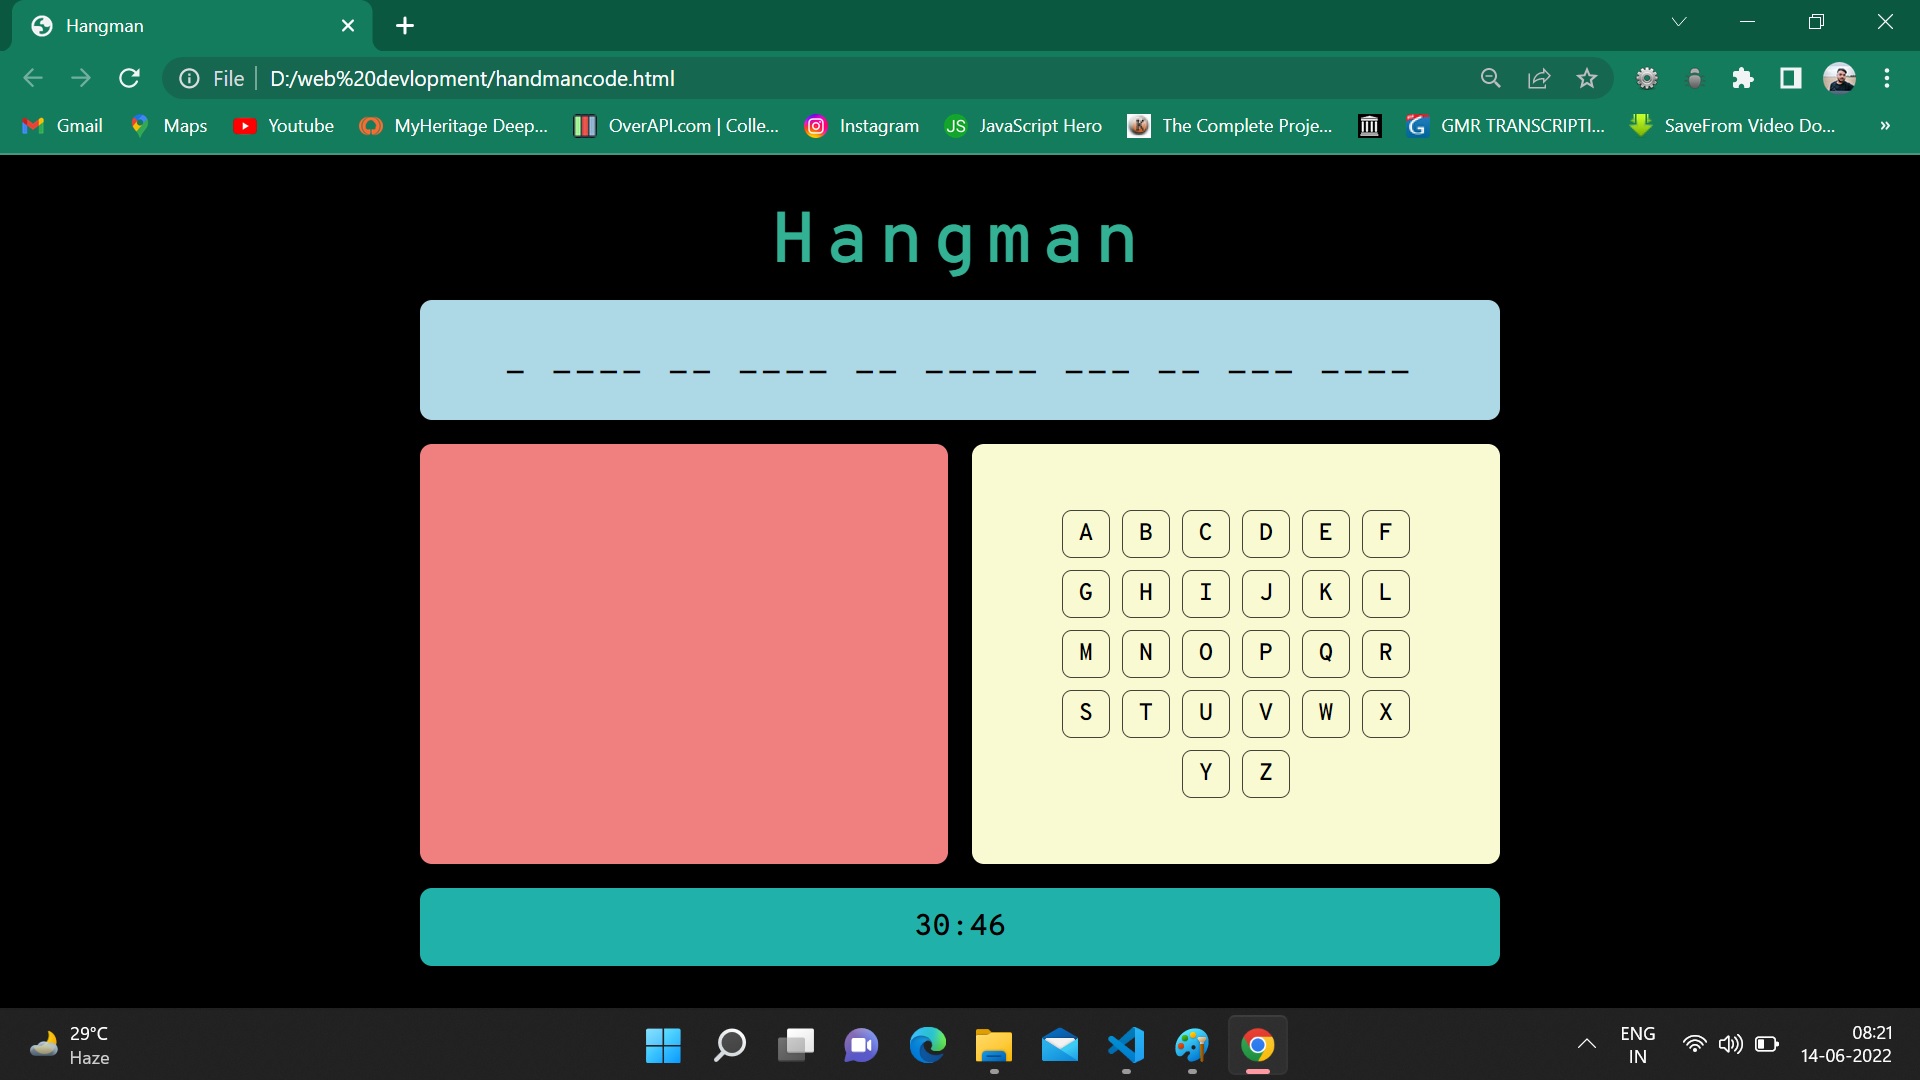 Hangman
File D:/web%20devlopment/handmancode.html
Gmail Maps Youtube MyHeritage Deep... OverAPI.com | Colle... Instagram JS JavaScript Hero The Complete Proje... G GMR TRANSCRIPTI... SaveFrom Video Do... »
Hangman
_ ____ __ ____ __ _____ ___ __ ___ ____
A B C D E F
G H I J K L
M N O P Q R
S T U V W X
Y Z
30:46
29°C
Haze
ENG
IN
08:21
14-06-2022